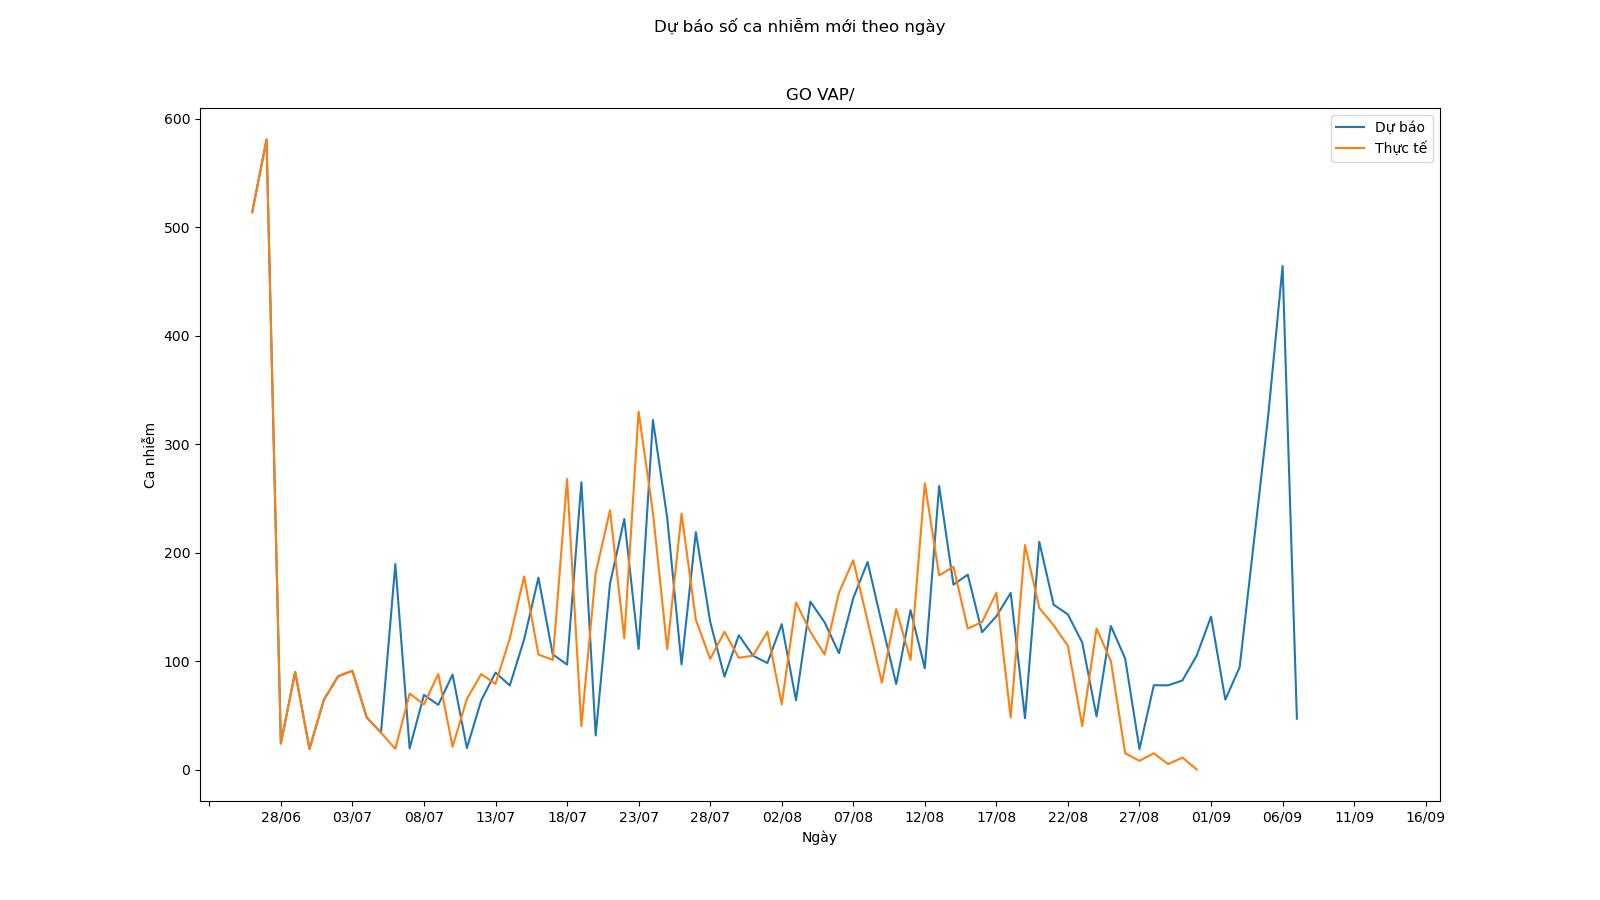 Dự báo số ca nhiễm mới theo ngày
GO VAP/
Dự báo
Thực tế
Ca nhiễm
600
500
400
300
200
100
0
28/06 03/07 08/07 13/07 18/07 23/07 28/07 02/08 07/08 12/08 17/08 22/08 27/08 01/09 06/09 11/09 16/09
Ngày